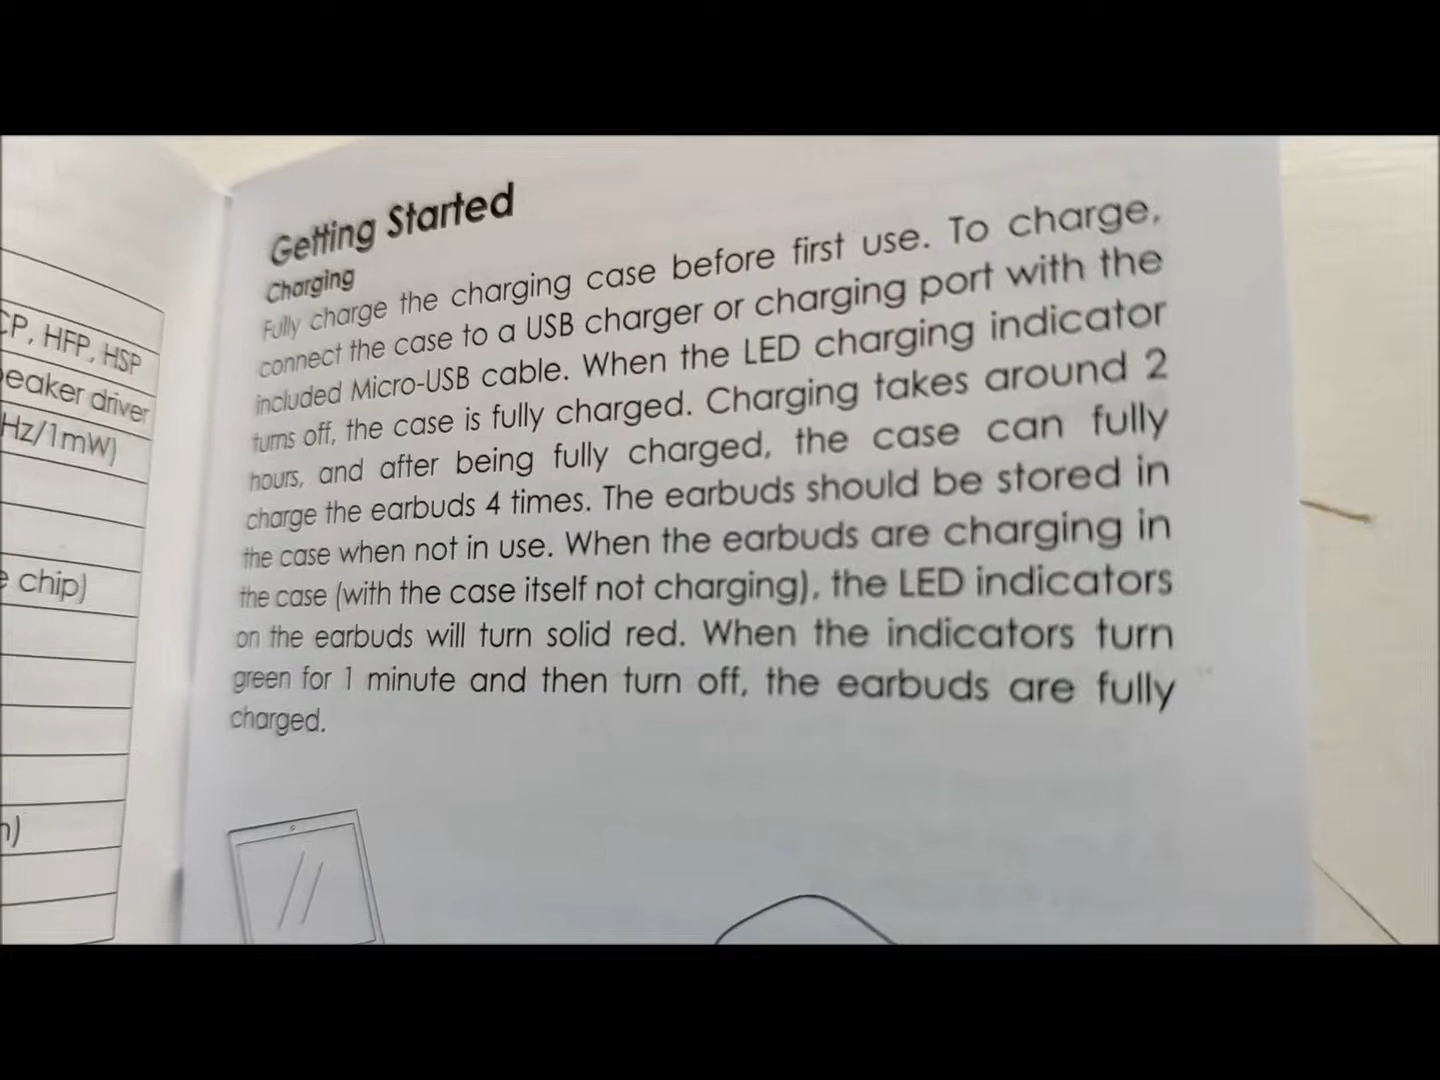 CP, HFP, HSP
eaker driver
Hz/1mW)
chip)
Getting Started
Charging
Fully charge the charging case before first use. To charge,
connect the case to a USB charger or charging port with the
included Micro-USB cable. When the LED charging indicator
turns off, the case is fully charged. Charging takes around 2
hours, and after being fully charged, the case can fully
charge the earbuds 4 times. The earbuds should be stored in
the case when not in use. When the earbuds are charging in
the case (with the case itself not charging), the LED indicators
on the earbuds will turn solid red. When the indicators turn
green for 1 minute and then turn off, the earbuds are fully
charged.